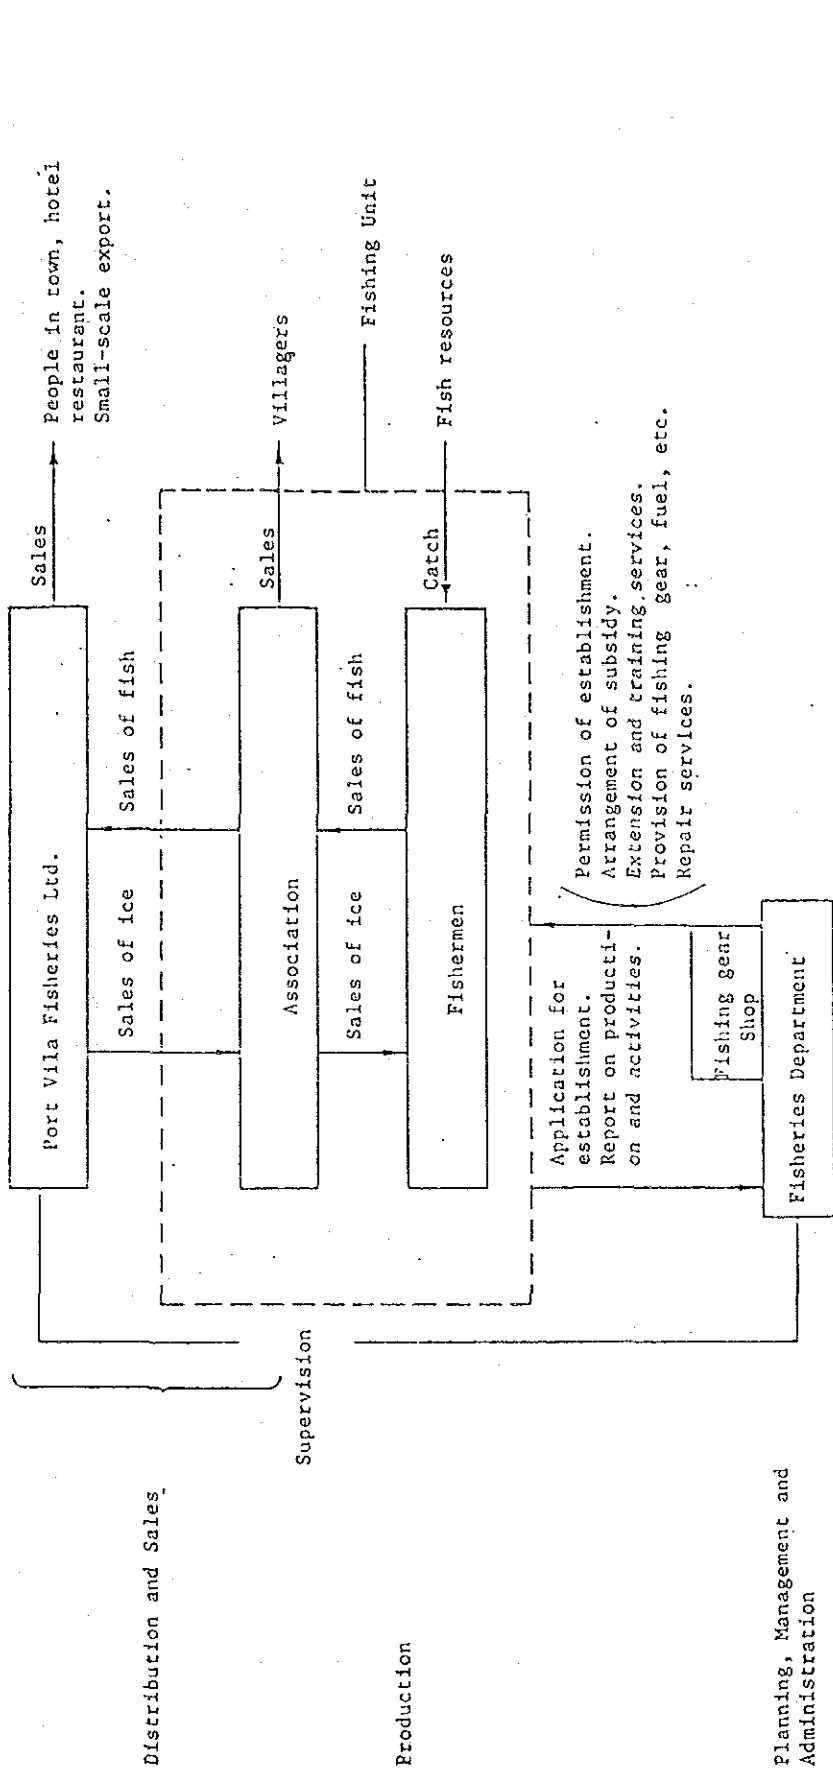 Distribution and Sales
Production
Planning, Management and
Administration
Supervision
Port Vila Fisheries Ltd.
Sales
People in town, hotel
restaurant.
Small-scale export.
Sales of ice
Sales of fish
Association
Sales
Villagers
Fishing Unit
Sales of ice
Sales of fish
Fishermen
Catch
Fish resources
Application for
establishment.
Report on producti-
on and activities.
Permission of establishment.
Arrangement of subsidy.
Extension and training services.
Provision of fishing gear, fuel, etc.
Repair services.
Fishing gear
Shop
Fisheries Department